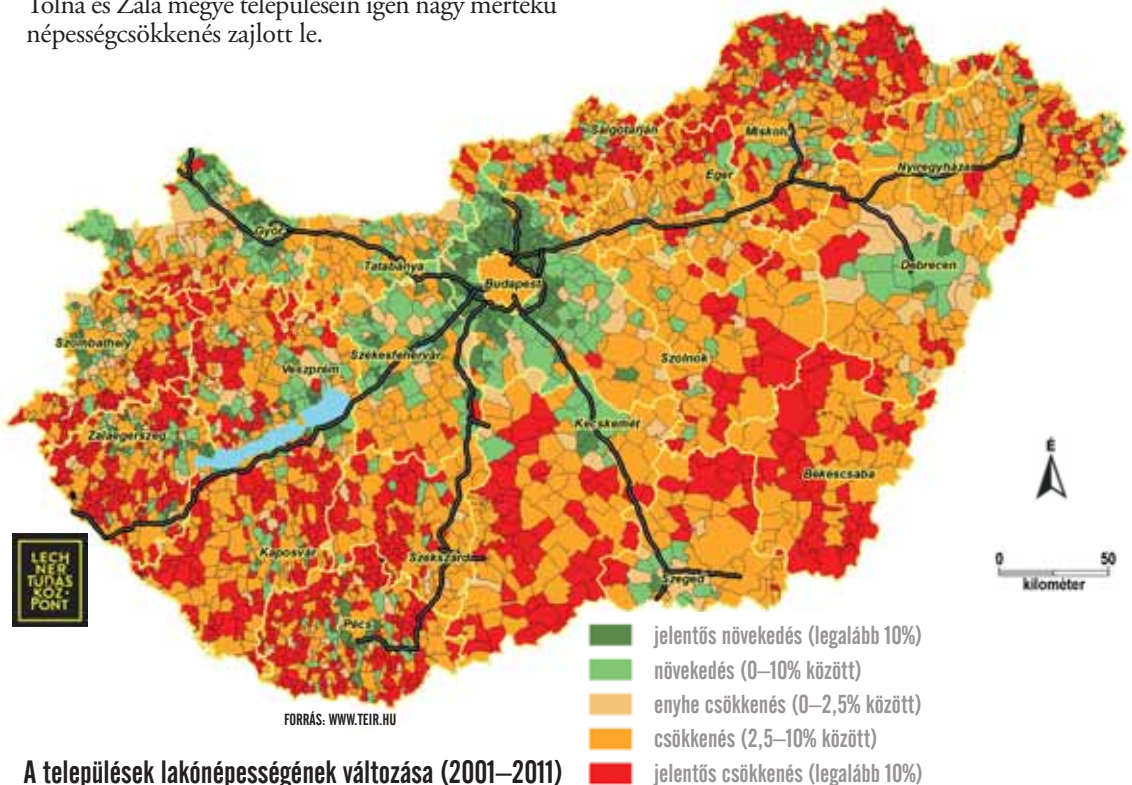 Tolna és Zala megye településein igen nagy mértékű
népességcsökkenés zajlott le.
Salgótarján
Miskolc
Nyíregyháza
Eger
Győr
Tatabánya
Budapest
Debrecen
Szombathely
Székesfehérvár
Veszprém
Szolnok
Zalaegerszeg
Kecskemét
Békéscsaba
Kaposvár
Szekszárd
Szeged
Pécs
É
0 50
kilométer
LECH
NER
TUDÁS
KÖZ-
PONT
jelentős növekedés (legalább 10%)
növekedés (0–10% között)
enyhe csökkenés (0–2,5% között)
csökkenés (2,5–10% között)
jelentős csökkenés (legalább 10%)
FORRÁS: WWW.TEIR.HU
A települések lakónépességének változása (2001–2011)